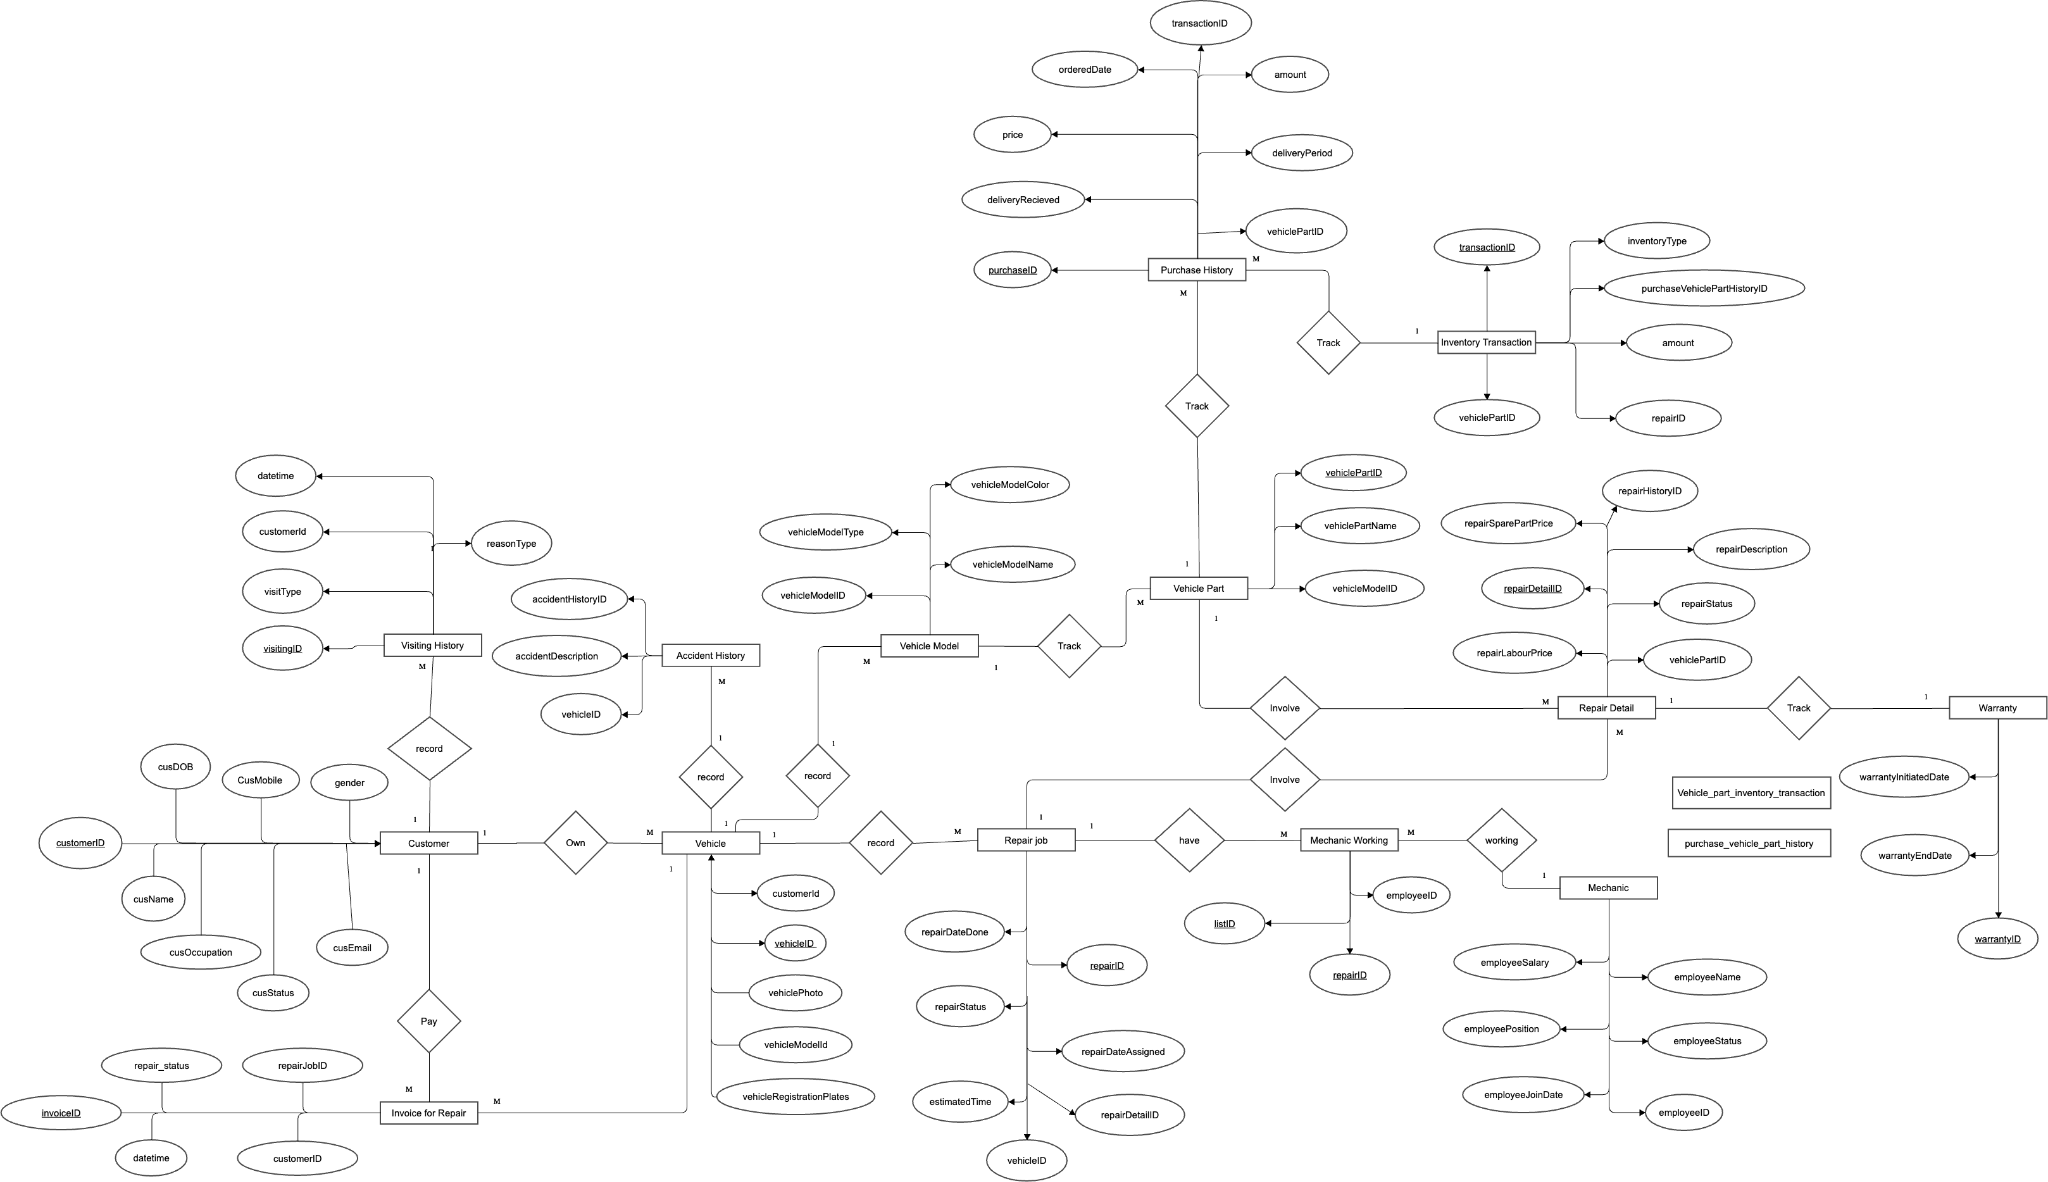 transactionID
orderedDate
amount
price
deliveryPeriod
deliveryRecieved
vehiclePartID
purchaseID
Purchase History
M
M
Track
1
Inventory Transaction
transactionID
inventoryType
purchaseVehiclePartHistoryID
amount
repairID
vehiclePartID
Track
1
Vehicle Part
vehiclePartID
vehiclePartName
vehicleModelID
M
1
datetime
customerId
1
reasonType
visitType
visitingID
Visiting History
M
record
1
accidentHistoryID
accidentDescription
vehicleID
Accident History
M
1
record
1
vehicleModelColor
vehicleModelType
vehicleModelName
vehicleModelID
Vehicle Model
M
1
Track
1
record
repairHistoryID
repairSparePartPrice
repairDescription
repairDetailID
repairStatus
repairLabourPrice
vehiclePartID
Involve
M
Repair Detail
1
M
Track
1
Warranty
warrantyInitiatedDate
warrantyEndDate
warrantyID
Involve
Vehicle_part_inventory_transaction
purchase_vehicle_part_history
cusDOB
CusMobile
gender
customerID
Customer
1
1
cusName
cusOccupation
cusStatus
cusEmail
Own
M
Vehicle
1
1
customerId
vehicleID
vehiclePhoto
vehicleModelId
vehicleRegistrationPlates
record
M
1
Repair job
1
have
M
Mechanic Working
M
working
1
Mechanic
listID
employeeID
repairID
repairDateDone
repairID
repairStatus
repairDateAssigned
estimatedTime
repairDetailID
vehicleID
employeeSalary
employeeName
employeePosition
employeeStatus
employeeJoinDate
employeeID
Pay
M
M
Invoice for Repair
repair_status
repairJobID
invoiceID
datetime
customerID